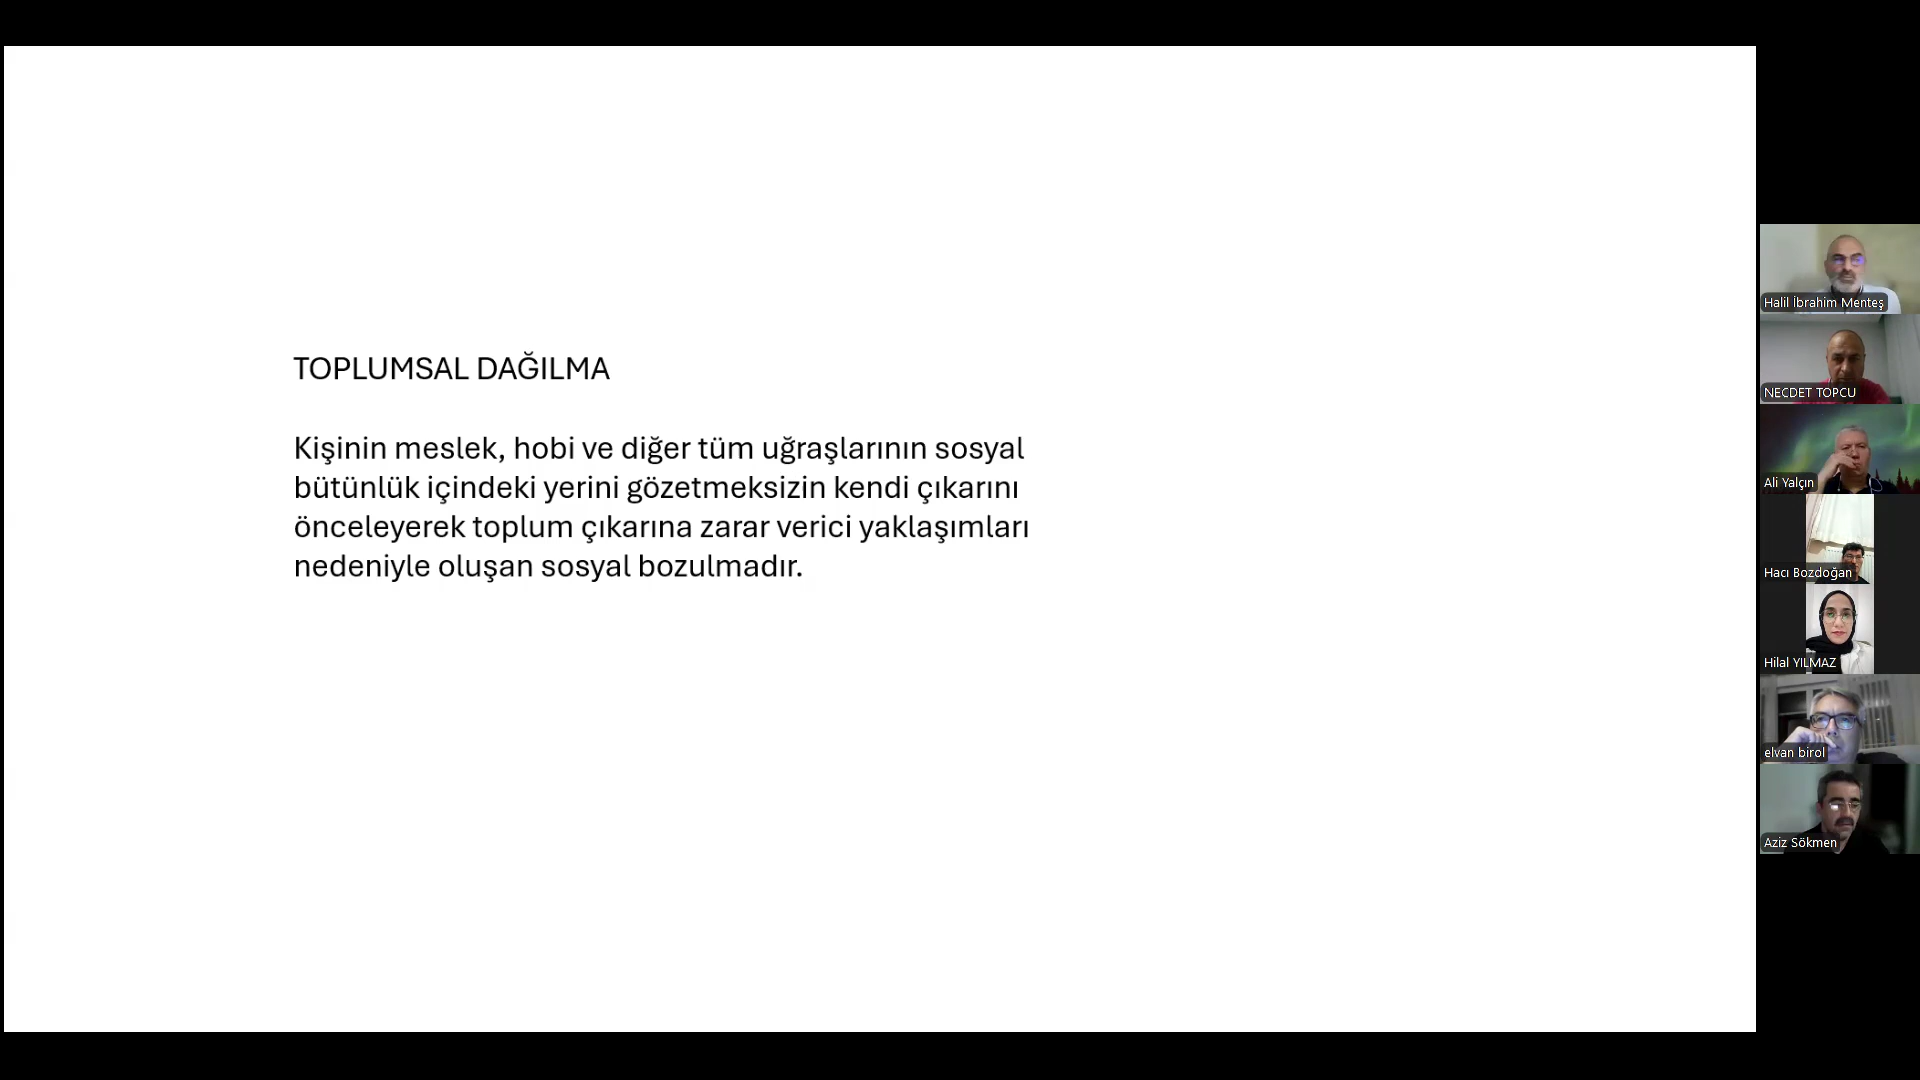 TOPLUMSAL DAĞILMA
Kişinin meslek, hobi ve diğer tüm uğraşlarının sosyal
bütünlük içindeki yerini gözetmeksizin kendi çıkarını
önceleyerek toplum çıkarına zarar verici yaklaşımları
nedeniyle oluşan sosyal bozulmadır.
Halil İbrahim Menteş
NECDET TOPCU
Ali Yalçın
Hacı Bozdoğan
Hilal YILMAZ
elvan birol
Aziz Sökmen